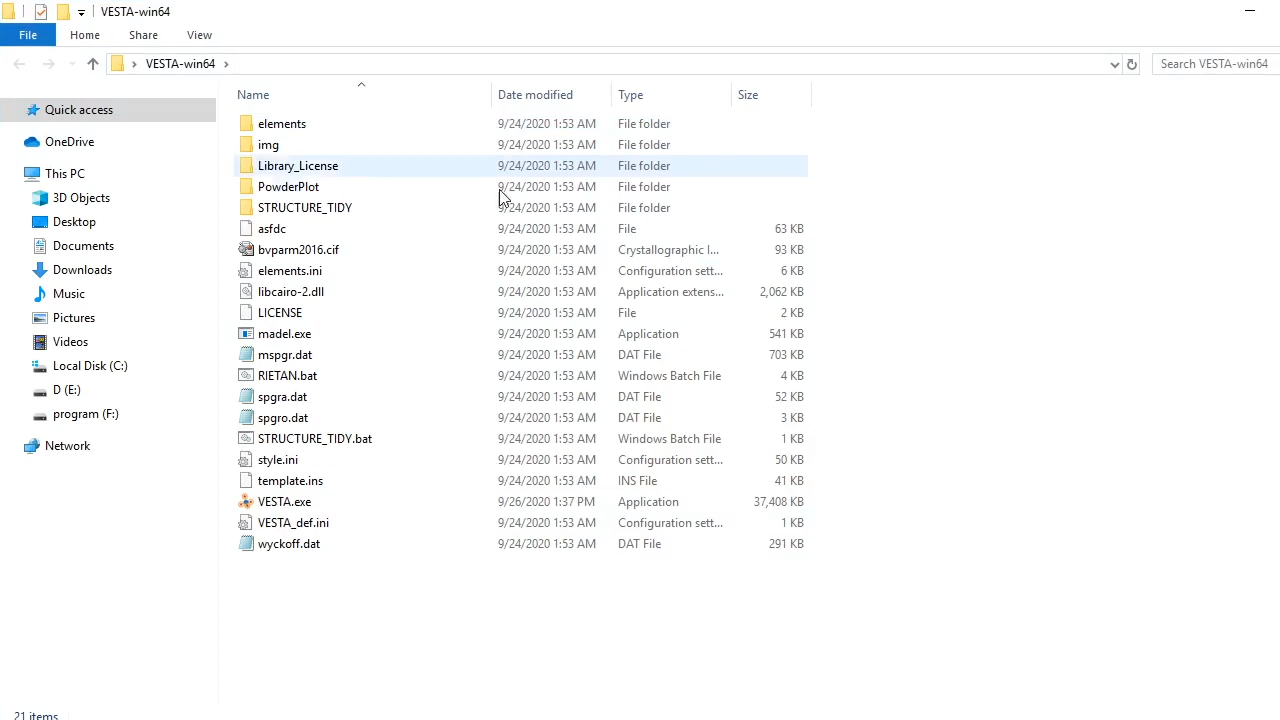 VESTA-win64
File Home Share View
VESTA-win64
Search VESTA-win64
Name Date modified Type Size
Quick access
OneDrive
This PC
3D Objects
Desktop
Documents
Downloads
Music
Pictures
Videos
Local Disk (C:)
D (E:)
program (F:)
Network
elements 9/24/2020 1:53 AM File folder
img 9/24/2020 1:53 AM File folder
Library_License 9/24/2020 1:53 AM File folder
PowderPlot 9/24/2020 1:53 AM File folder
STRUCTURE_TIDY 9/24/2020 1:53 AM File folder
asfdc 9/24/2020 1:53 AM File 63 KB
bvparm2016.cif 9/24/2020 1:53 AM Crystallographic I... 93 KB
elements.ini 9/24/2020 1:53 AM Configuration sett... 6 KB
libcairo-2.dll 9/24/2020 1:53 AM Application extens... 2,062 KB
LICENSE 9/24/2020 1:53 AM File 2 KB
madel.exe 9/24/2020 1:53 AM Application 541 KB
mspgr.dat 9/24/2020 1:53 AM DAT File 703 KB
RIETAN.bat 9/24/2020 1:53 AM Windows Batch File 4 KB
spgra.dat 9/24/2020 1:53 AM DAT File 52 KB
spgro.dat 9/24/2020 1:53 AM DAT File 3 KB
STRUCTURE_TIDY.bat 9/24/2020 1:53 AM Windows Batch File 1 KB
style.ini 9/24/2020 1:53 AM Configuration sett... 50 KB
template.ins 9/24/2020 1:53 AM INS File 41 KB
VESTA.exe 9/26/2020 1:37 PM Application 37,408 KB
VESTA_def.ini 9/24/2020 1:53 AM Configuration sett... 1 KB
wyckoff.dat 9/24/2020 1:53 AM DAT File 291 KB
21 items